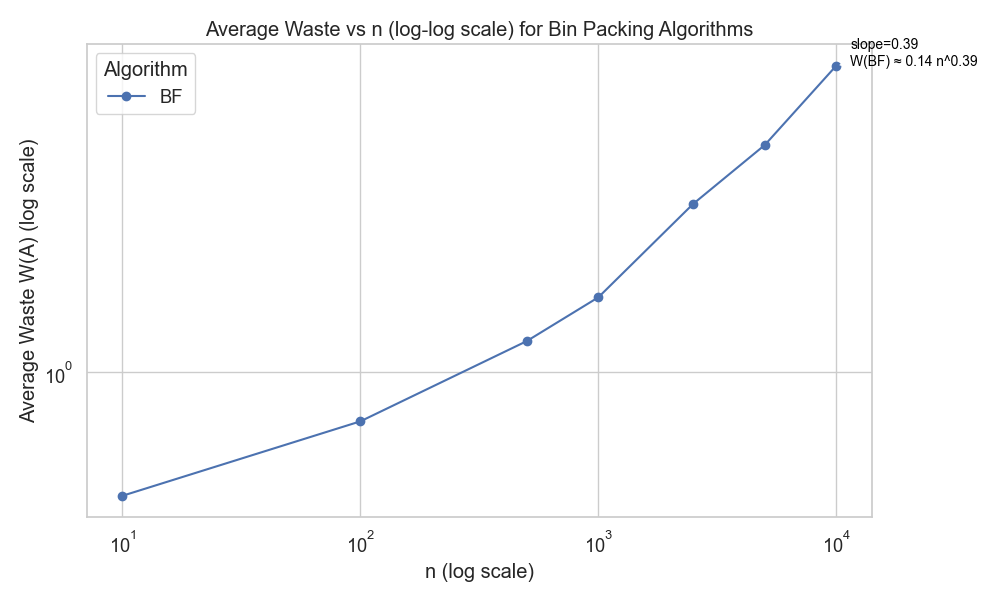 Average Waste vs n (log-log scale) for Bin Packing Algorithms
slope=0.39
W(BF) ≈ 0.14 n^0.39
Algorithm
BF
Average Waste W(A) (log scale)
10^0
10^1 10^2 10^3 10^4
n (log scale)